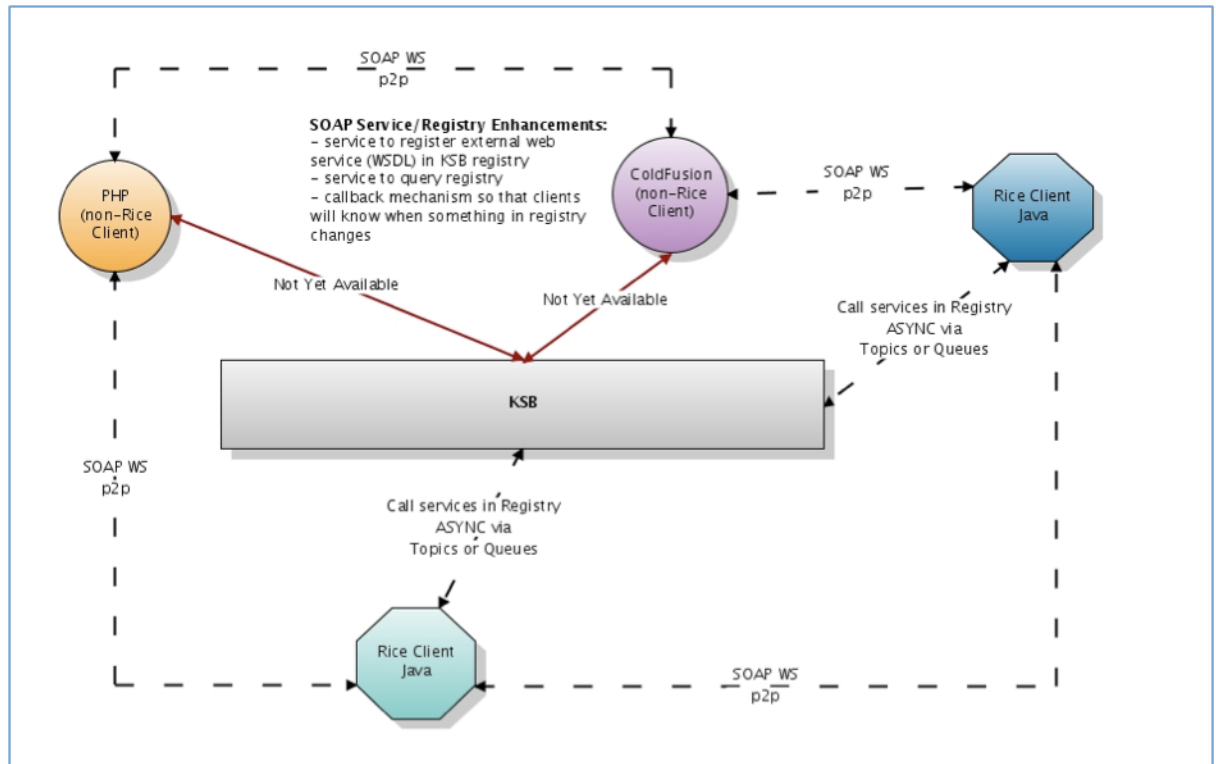 SOAP WS
p2p
SOAP Service/Registry Enhancements:
– service to register external web
service (WSDL) in KSB registry
– service to query registry
– callback mechanism so that clients
will know when something in registry
changes
PHP
(non-Rice
Client)
ColdFusion
(non-Rice
Client)
SOAP WS
p2p
Rice Client
Java
Not Yet Available
Not Yet Available
Call services in Registry
ASYNC via
Topics or Queues
KSB
SOAP WS
p2p
Call services in Registry
ASYNC via
Topics or Queues
Rice Client
Java
SOAP WS
p2p